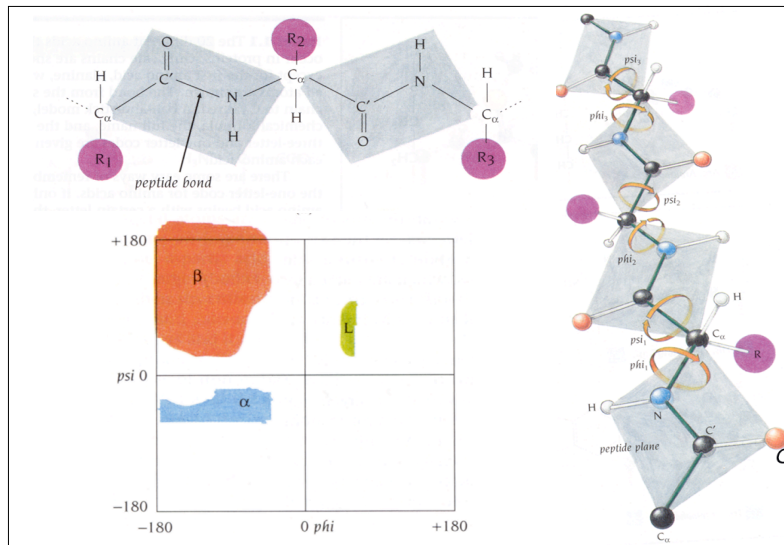 O
H
R2
H
C'
Cα
N
H
Cα
N
H
C'
Cα
H
O
R1
R3
peptide bond
+180
β
L
psi 0
α
−180
−180
0 phi
+180
psi3
phi3
psi2
phi2
H
psi1
Cα
R
phi1
H
N
C'
peptide plane
Cα